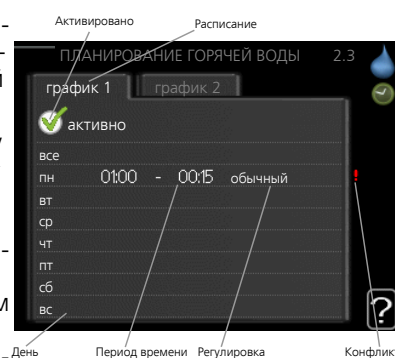 Активировано Расписание
ПЛАНИРОВАНИЕ ГОРЯЧЕЙ ВОДЫ 2.3
график 1 график 2
активно
все
пн 01:00 - 00:15 обычный !
вт
ср
чт
пт
сб
вс
?
День Период времени Регулировка Конфликт